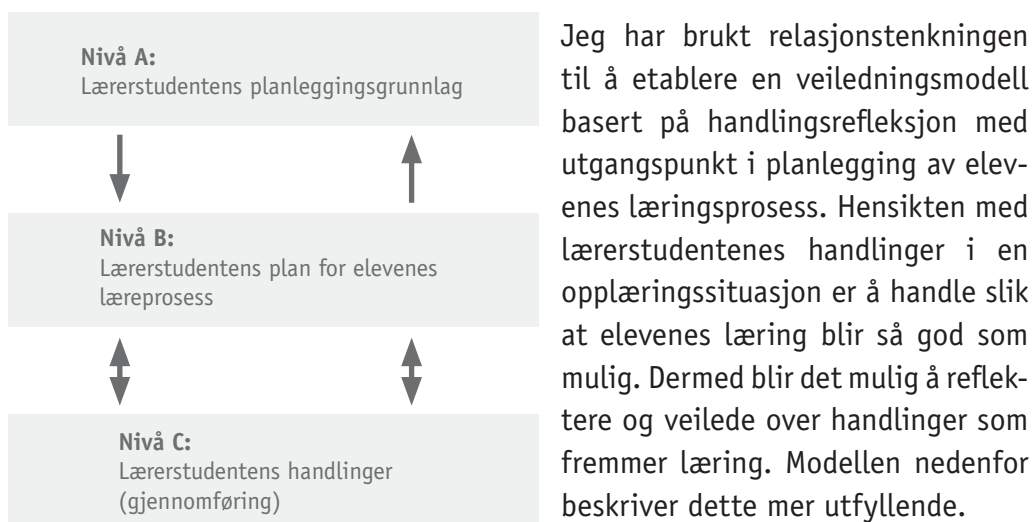 Nivå A:
Lærerstudentens planleggingsgrunnlag
Nivå B:
Lærerstudentens plan for elevenes
læreprosess
Nivå C:
Lærerstudentens handlinger
(gjennomføring)
Jeg har brukt relasjonstenkningen
til å etablere en veiledningsmodell
basert på handlingsrefleksjon med
utgangspunkt i planlegging av elev-
enes læringsprosess. Hensikten med
lærerstudentenes handlinger i en
opplæringssituasjon er å handle slik
at elevenes læring blir så god som
mulig. Dermed blir det mulig å reflek-
tere og veilede over handlinger som
fremmer læring. Modellen nedenfor
beskriver dette mer utfyllende.